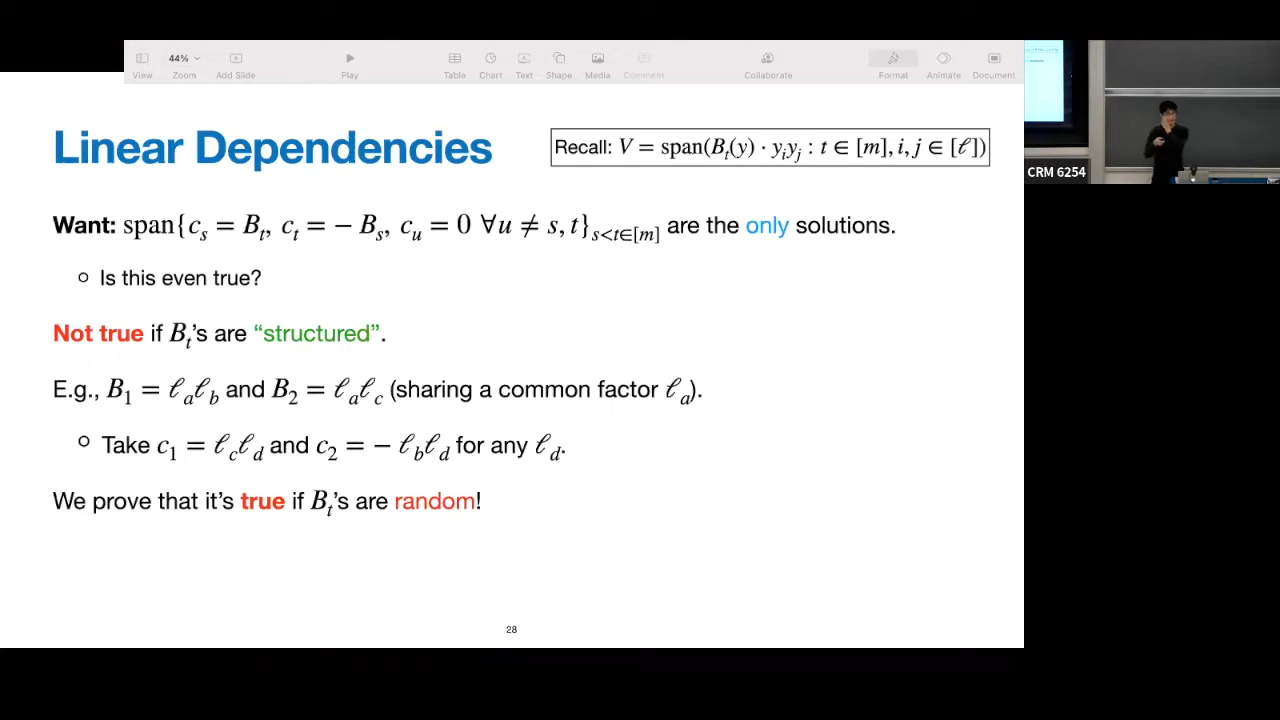 44%
View Zoom Add Slide Play Table Chart Text Shape Media Comment Collaborate Format Animate Document
Linear Dependencies
Recall: V = span(B_t(y) · y_i y_j : t ∈ [m], i, j ∈ [ℓ])
CRM 6254
Want: span{c_s = B_t, c_t = − B_s, c_u = 0 ∀u ≠ s, t}_{s<t∈[m]} are the only solutions.
○ Is this even true?
Not true if B_t's are “structured”.
E.g., B_1 = ℓ_a ℓ_b and B_2 = ℓ_a ℓ_c (sharing a common factor ℓ_a).
○ Take c_1 = ℓ_c ℓ_d and c_2 = − ℓ_b ℓ_d for any ℓ_d.
We prove that it's true if B_t's are random!
28